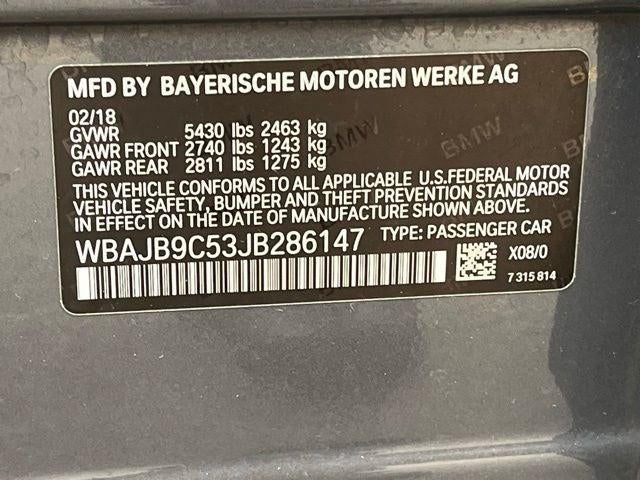 MFD BY BAYERISCHE MOTOREN WERKE AG
02/18
GVWR 5430 lbs 2463 kg
GAWR FRONT 2740 lbs 1243 kg
GAWR REAR 2811 lbs 1275 kg
THIS VEHICLE CONFORMS TO ALL APPLICABLE U.S.FEDERAL MOTOR
VEHICLE SAFETY, BUMPER AND THEFT PREVENTION STANDARDS
IN EFFECT ON THE DATE OF MANUFACTURE SHOWN ABOVE.
WBAJB9C53JB286147 TYPE: PASSENGER CAR
X08/0
7 315 814